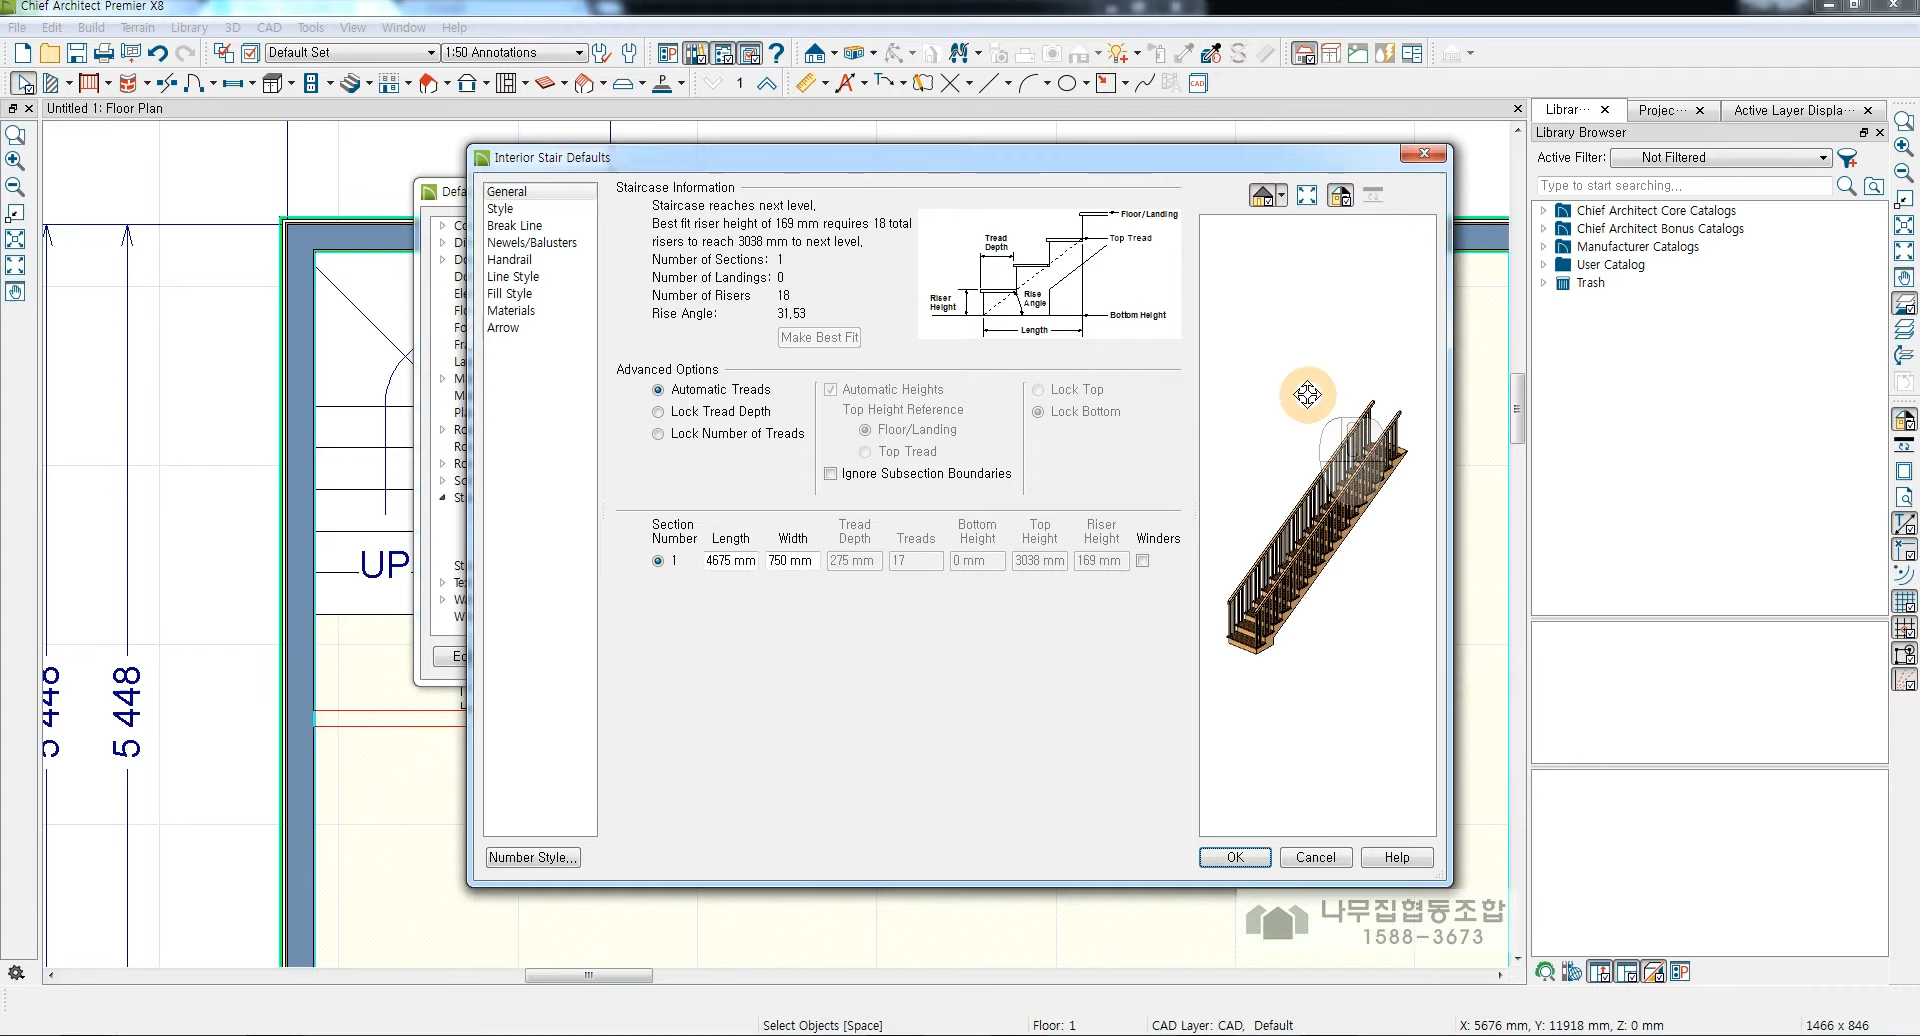 Chief Architect Premier X8
File Edit Build Terrain Library 3D CAD Tools View Window Help
Default Set 1:50 Annotations
1
Untitled 1: Floor Plan
Librar··· Projec··· Active Layer Displa···
Library Browser
Active Filter: Not Filtered
Type to start searching...
Chief Architect Core Catalogs
Chief Architect Bonus Catalogs
Manufacturer Catalogs
User Catalog
Trash
Interior Stair Defaults
General
Style
Break Line
Newels/Balusters
Handrail
Line Style
Fill Style
Materials
Arrow
Staircase Information
Staircase reaches next level.
Best fit riser height of 169 mm requires 18 total
risers to reach 3038 mm to next level.
Number of Sections: 1
Number of Landings: 0
Number of Risers 18
Rise Angle: 31.53
Make Best Fit
Floor/Landing
Tread
Depth
Top Tread
Riser
Height
Rise
Angle
Bottom Height
Length
Advanced Options
Automatic Treads
Lock Tread Depth
Lock Number of Treads
Automatic Heights
Top Height Reference
Floor/Landing
Top Tread
Ignore Subsection Boundaries
Lock Top
Lock Bottom
Section
Number Length Width Tread
Depth Treads Bottom
Height Top
Height Riser
Height Winders
1 4675 mm 750 mm 275 mm 17 0 mm 3038 mm 169 mm
Number Style... OK Cancel Help
UP
5 448
5 448
나무집협동조합
1588-3673
Select Objects [Space] Floor: 1 CAD Layer: CAD, Default X: 5676 mm, Y: 11918 mm, Z: 0 mm 1466 x 846